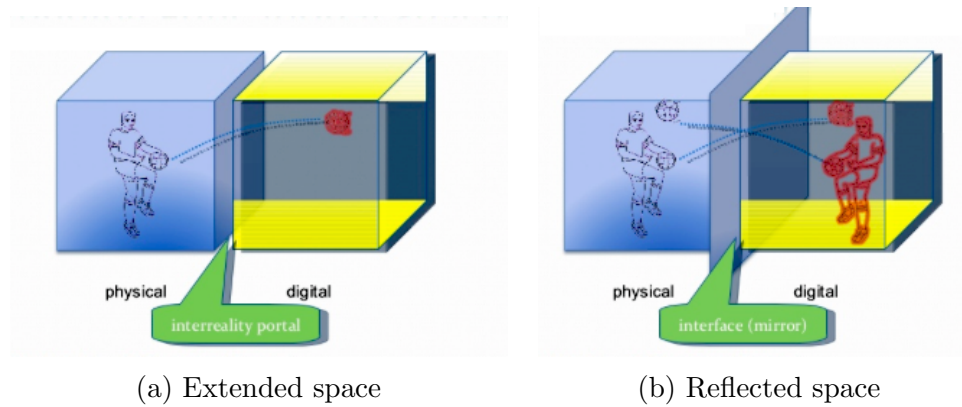 physical
digital
interreality portal
(a) Extended space
physical
digital
interface (mirror)
(b) Reflected space